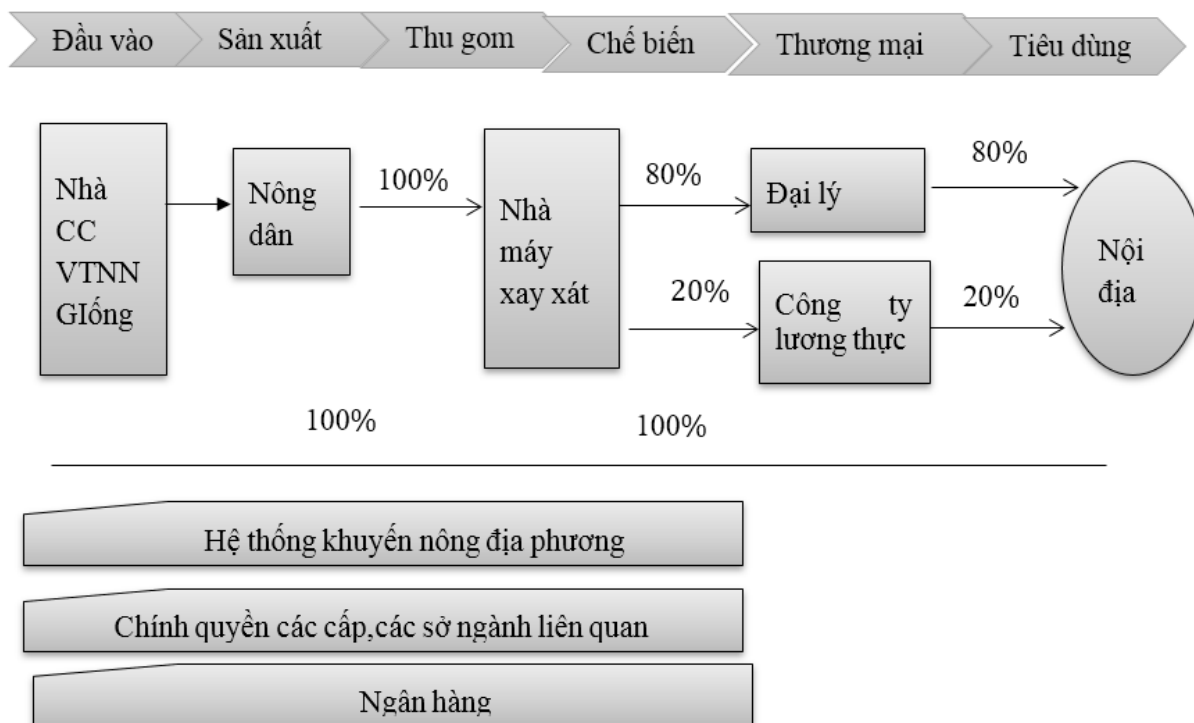 Đầu vào
Sản xuất
Thu gom
Chế biến
Thương mại
Tiêu dùng
Nhà
CC
VTNN
GIống
Nông
dân
100%
Nhà
máy
xay xát
80%
Đại lý
80%
20%
Công ty
lương thực
20%
Nội
địa
100%
100%
Hệ thống khuyến nông địa phương
Chính quyền các cấp,các sở ngành liên quan
Ngân hàng